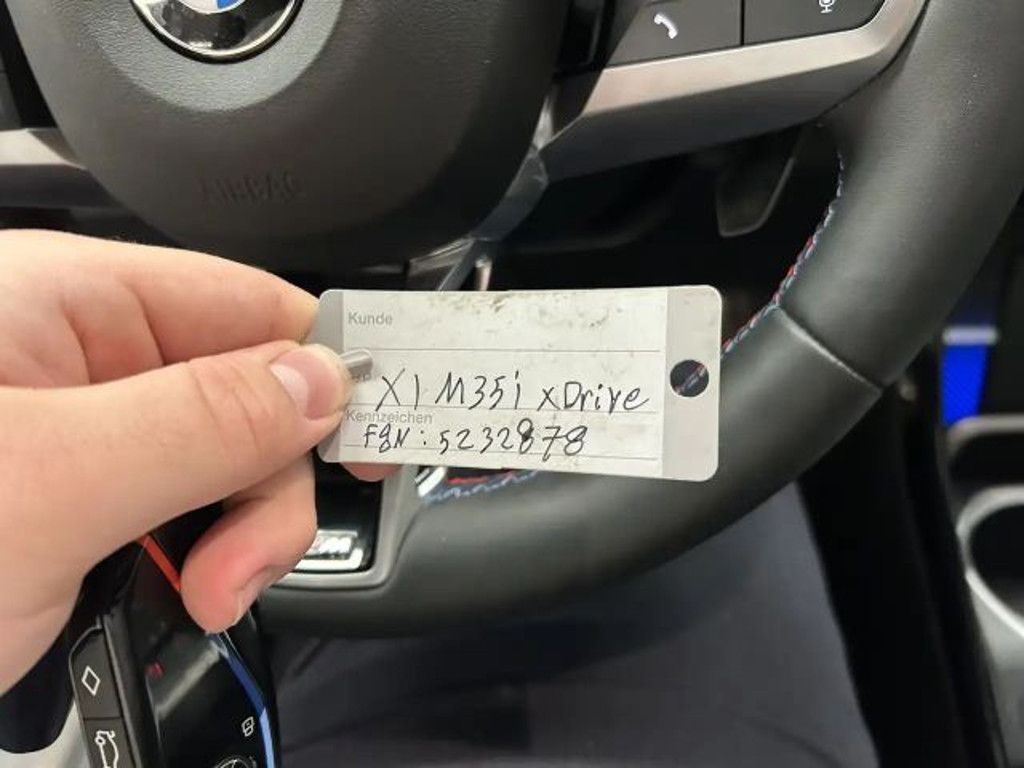 AIRBAG
Kunde
X1 M35i xDrive
Kennzeichen
FgN: 5232878
M